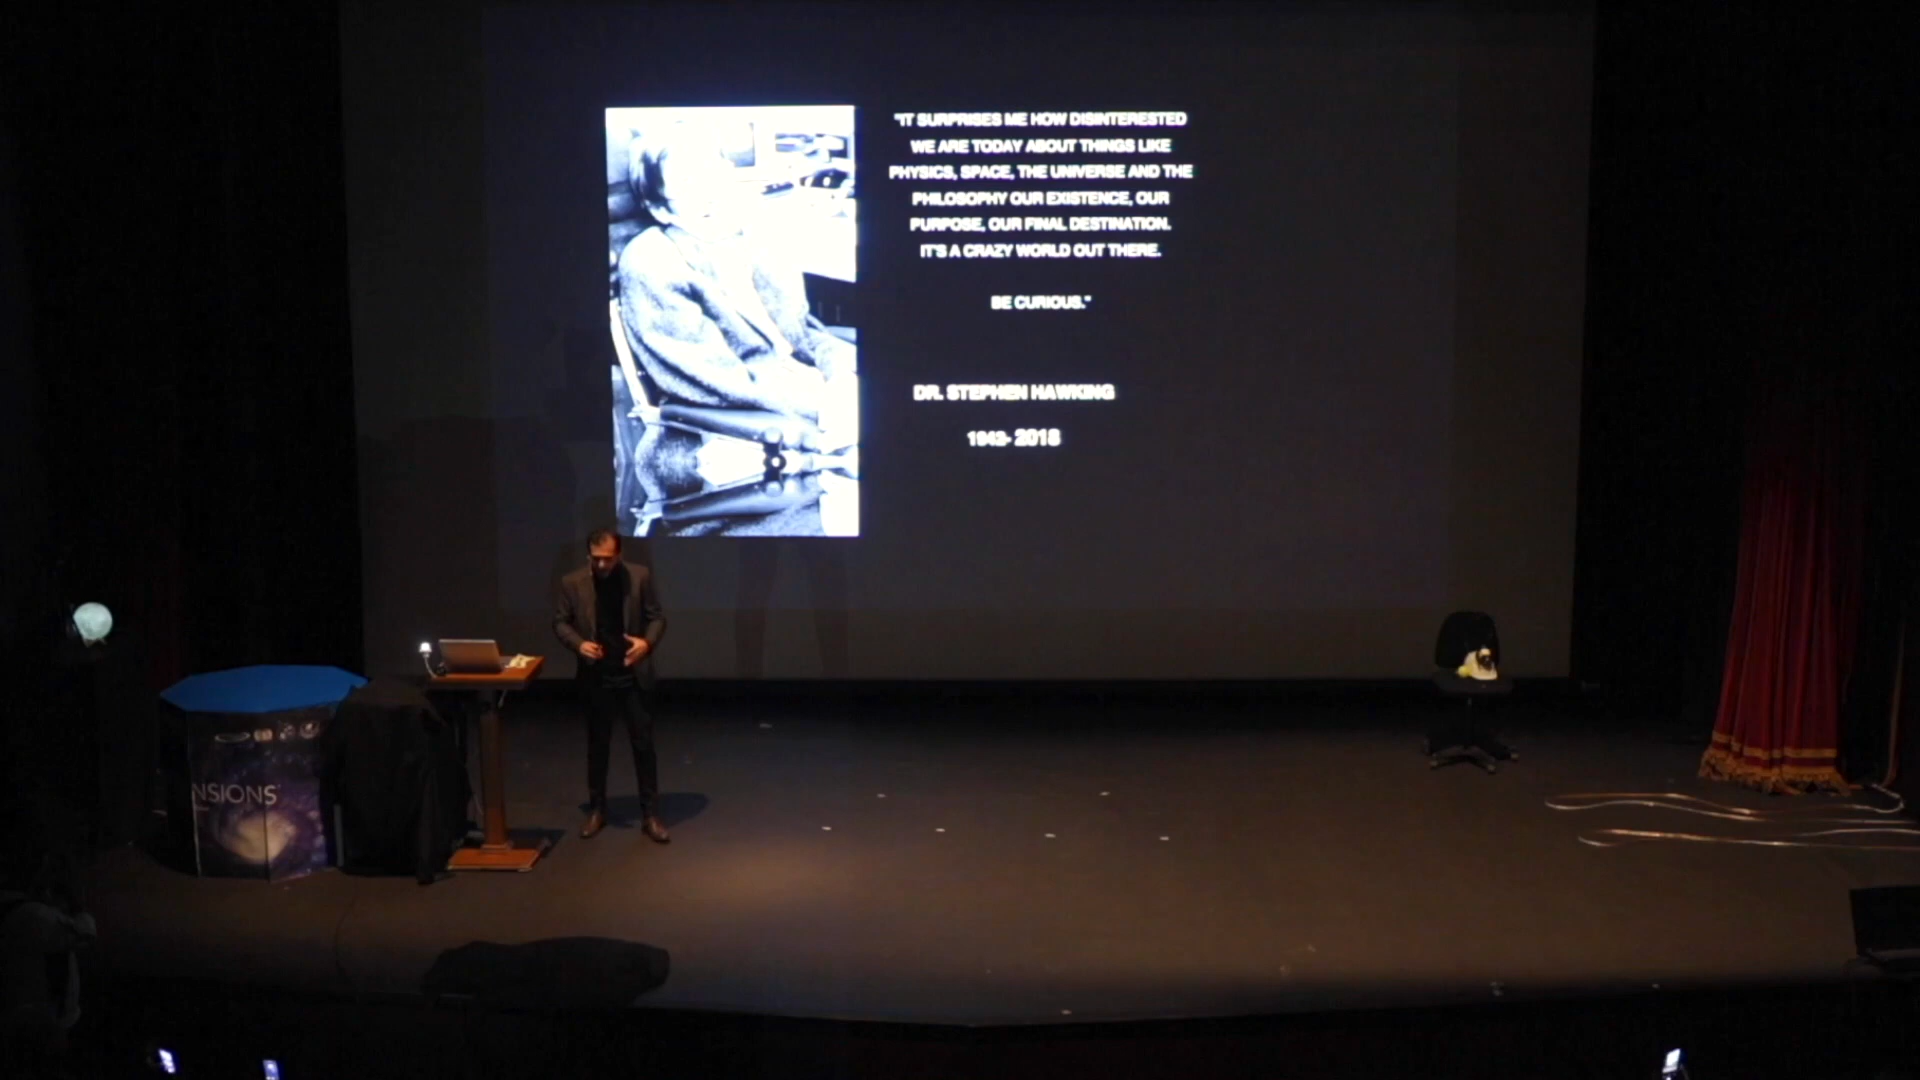 "IT SURPRISES ME HOW DISINTERESTED
WE ARE TODAY ABOUT THINGS LIKE
PHYSICS, SPACE, THE UNIVERSE AND THE
PHILOSOPHY OUR EXISTENCE, OUR
PURPOSE, OUR FINAL DESTINATION.
IT'S A CRAZY WORLD OUT THERE.
BE CURIOUS."
DR. STEPHEN HAWKING
1942- 2018
NSIONS